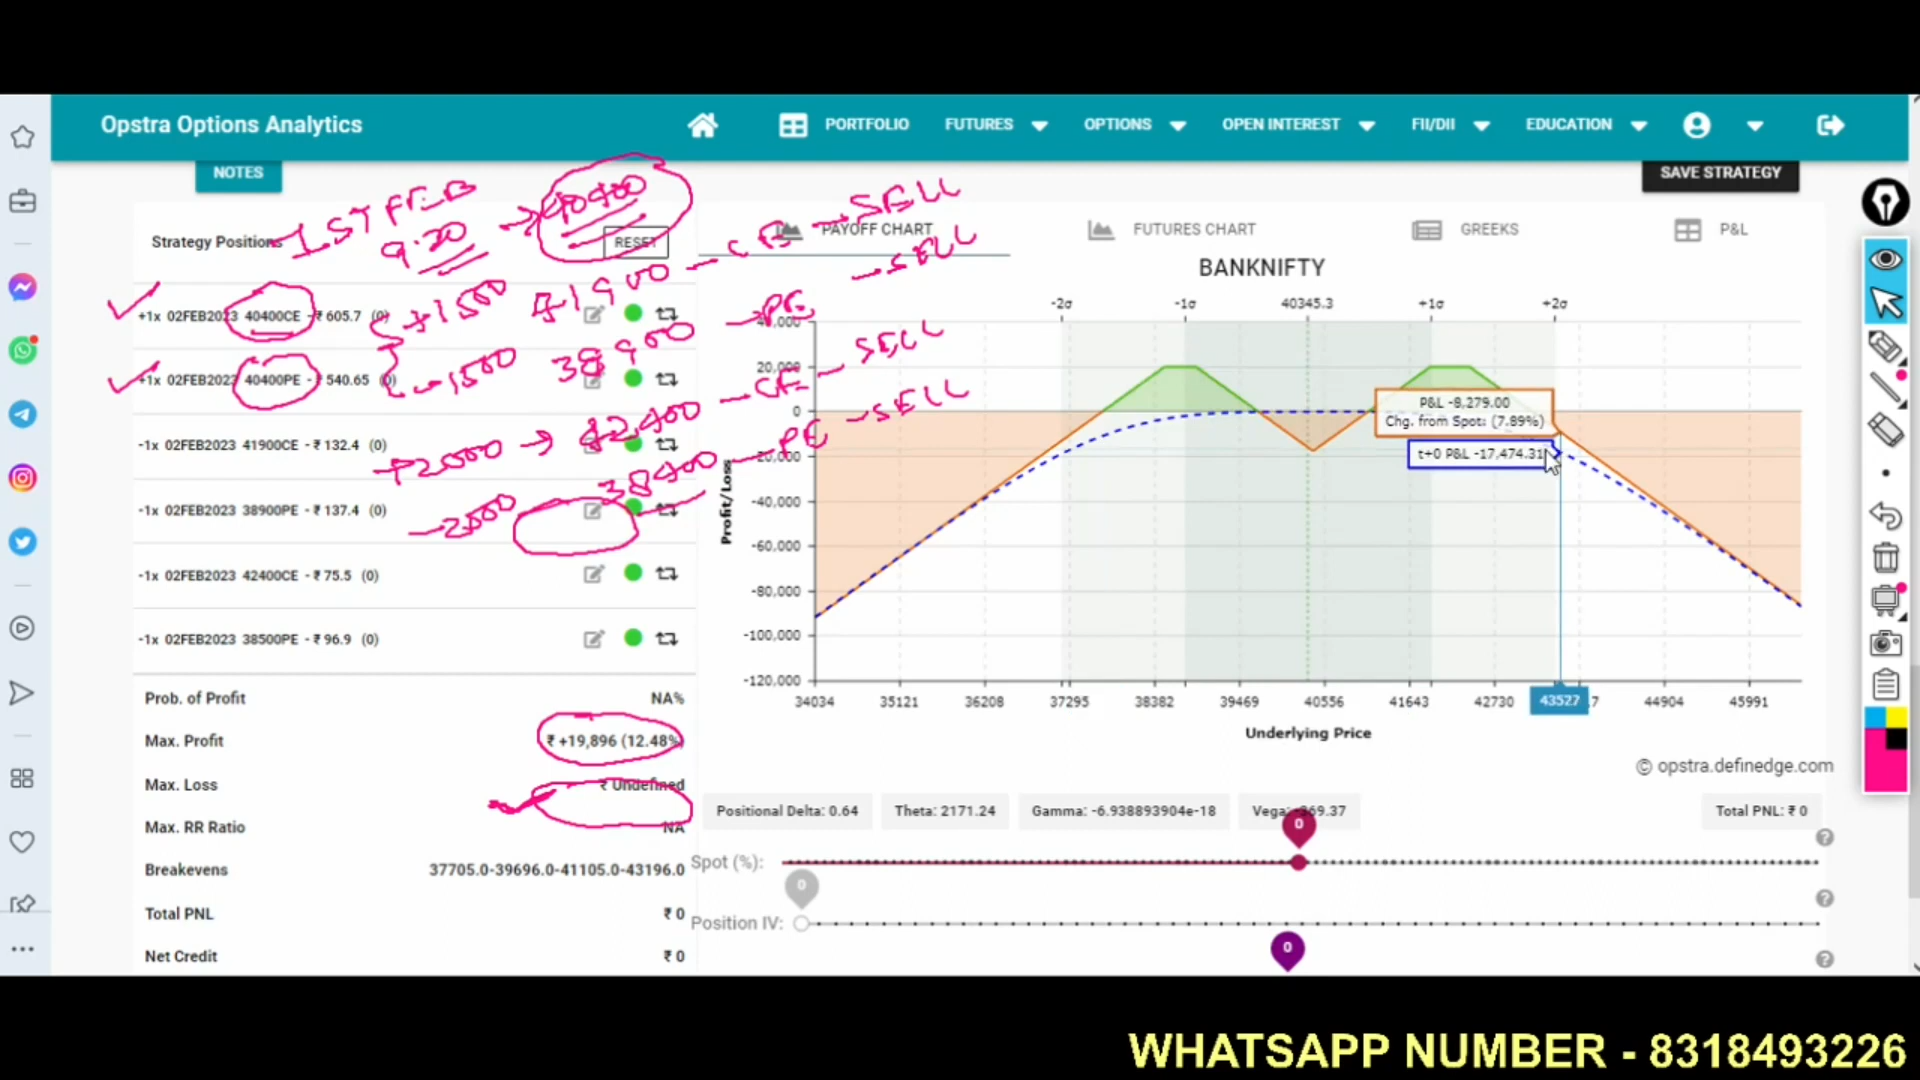 Opstra Options Analytics
PORTFOLIO
FUTURES
OPTIONS
OPEN INTEREST
FII/DII
EDUCATION
NOTES
SAVE STRATEGY
1ST FEB
9.20
40400
Strategy Positions
RESET
+1x 02FEB2023 40400CE - ₹ 605.7 (0)
+1x 02FEB2023 40400PE - ₹ 540.65 (0)
-1x 02FEB2023 41900CE - ₹ 132.4 (0)
-1x 02FEB2023 38900PE - ₹ 137.4 (0)
-1x 02FEB2023 42400CE - ₹ 75.5 (0)
-1x 02FEB2023 38500PE - ₹ 96.9 (0)
+1500 41900 - CE - SELL
-1500 38900 - PE - SELL
+2000 → 42,400 - CE - SELL
-2000 38400 - PE - SELL
Prob. of Profit NA%
Max. Profit ₹ +19,896 (12.48%)
Max. Loss ₹ Undefined
Max. RR Ratio NA
Breakevens 37705.0-39696.0-41105.0-43196.0
Total PNL ₹ 0
Net Credit ₹ 0
PAYOFF CHART
FUTURES CHART
GREEKS
P&L
BANKNIFTY
-2σ -1σ 40345.3 +1σ +2σ
40,000
20,000
0
-20,000
-40,000
-60,000
-80,000
-100,000
-120,000
Profit/Loss
P&L -8,279.00
Chg. from Spot: (7.89%)
t+0 P&L -17,474.31
34034 35121 36208 37295 38382 39469 40556 41643 42730 43527 44904 45991
Underlying Price
© opstra.definedge.com
Positional Delta: 0.64
Theta: 2171.24
Gamma: -6.938893904e-18
Vega: -369.37
Total PNL: ₹ 0
0
Spot (%):
0
Position IV:
0
WHATSAPP NUMBER - 8318493226